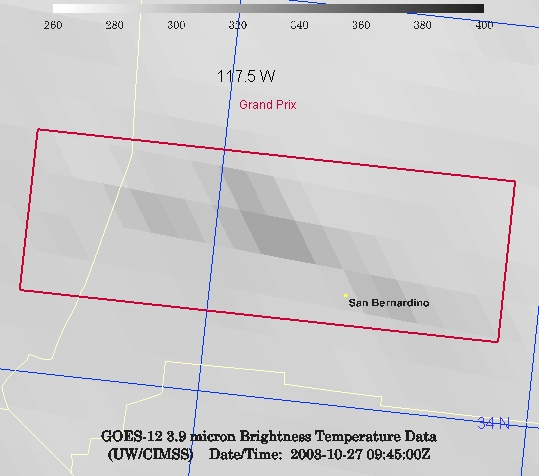 260 280 300 320 340 360 380 400
117.5 W
Grand Prix
San Bernardino
34 N
GOES-12 3.9 micron Brightness Temperature Data
(UW/CIMSS) Date/Time: 2003-10-27 09:45:00Z